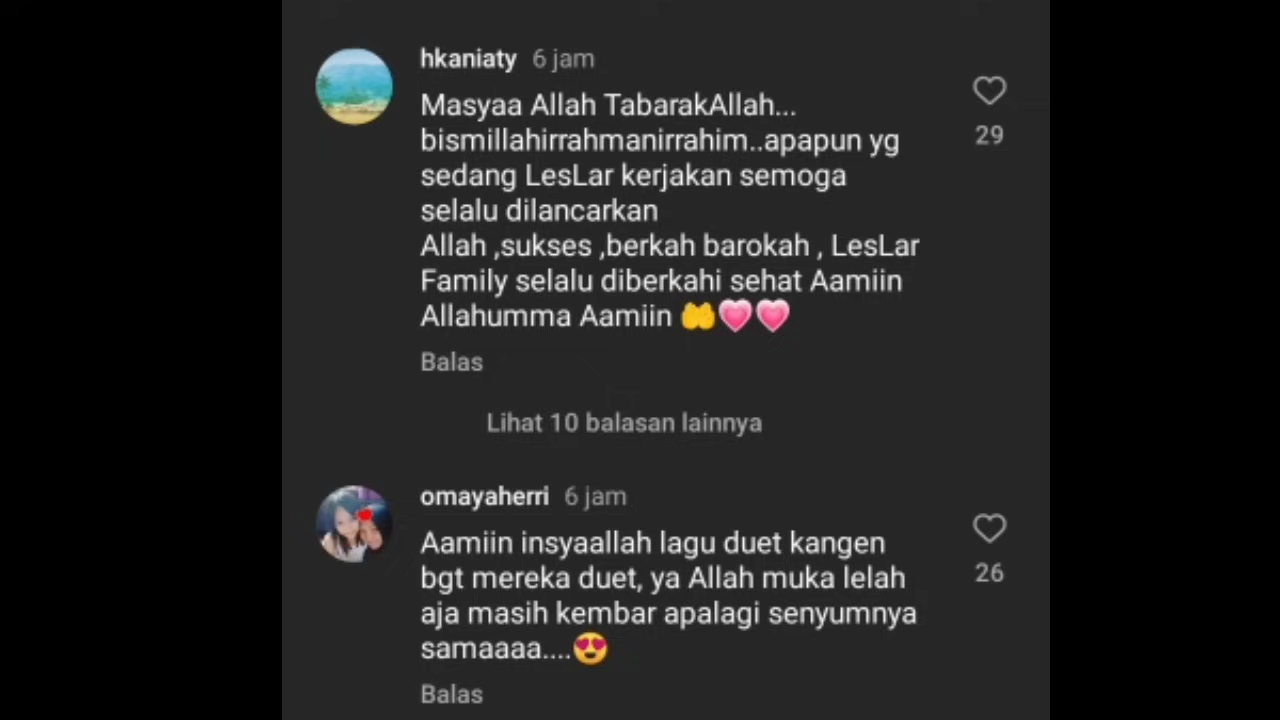 hkaniaty 6 jam
Masyaa Allah TabarakAllah...
bismillahirrahmanirrahim..apapun yg
sedang LesLar kerjakan semoga
selalu dilancarkan
Allah ,sukses ,berkah barokah , LesLar
Family selalu diberkahi sehat Aamiin
Allahumma Aamiin 🤲💗💗
29
Balas
Lihat 10 balasan lainnya
omayaherri 6 jam
Aamiin insyaallah lagu duet kangen
bgt mereka duet, ya Allah muka lelah
aja masih kembar apalagi senyumnya
samaaaa....😍
26
Balas